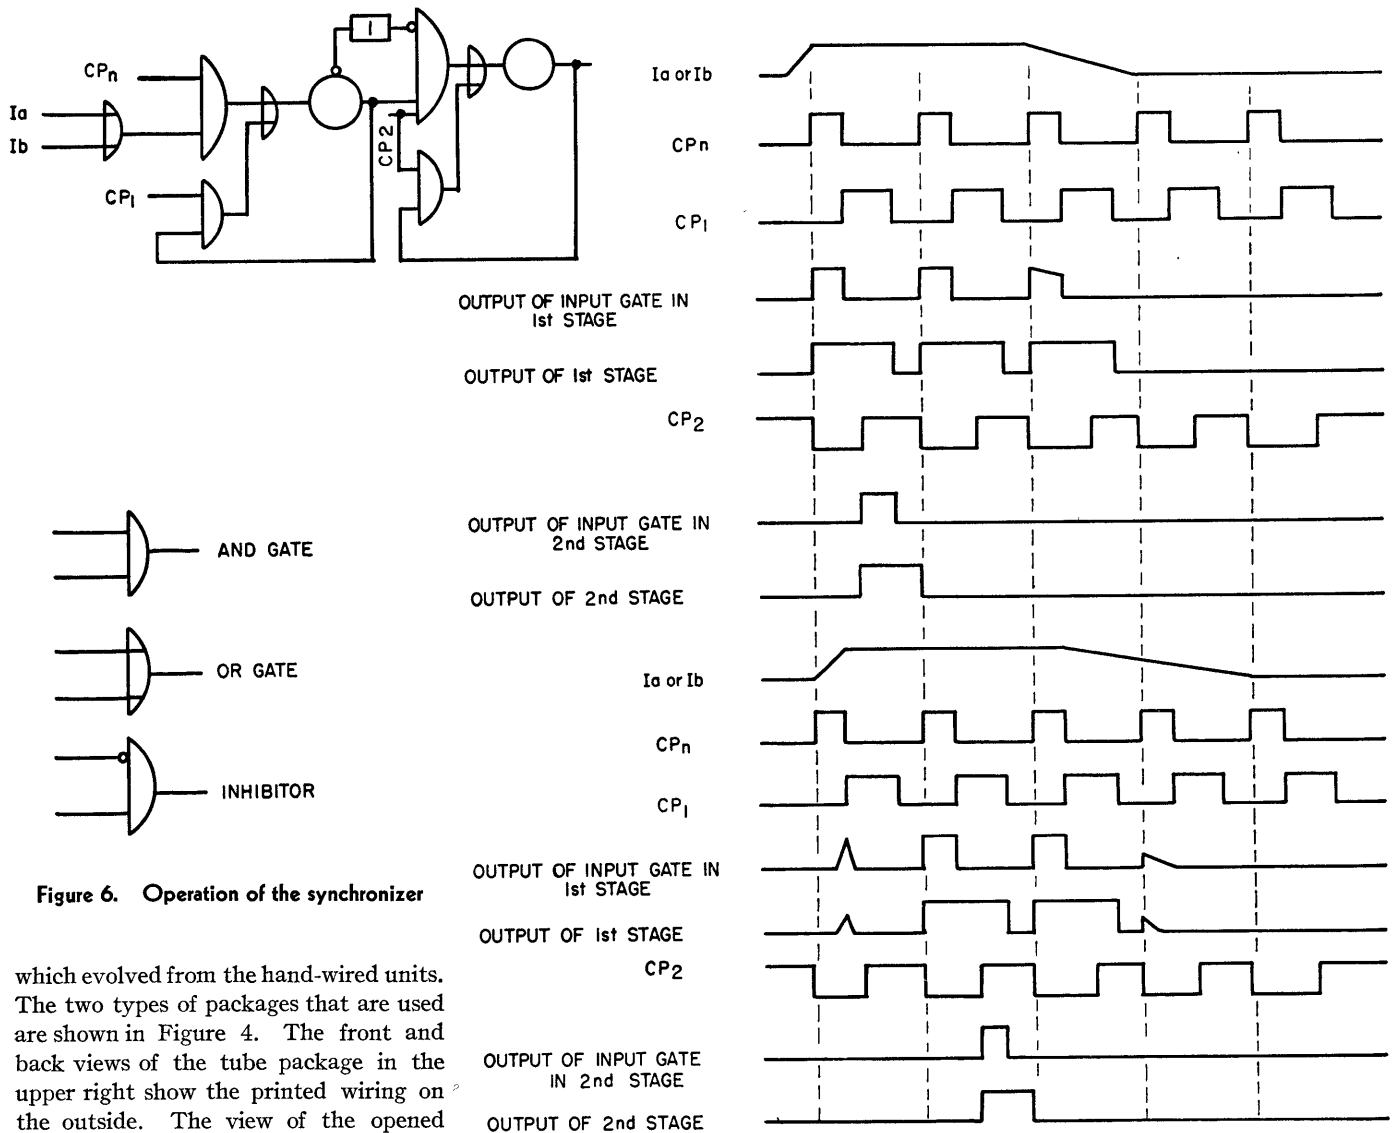 CPn
Ia
Ib
CP1
1
CP2
AND GATE
OR GATE
INHIBITOR
Figure 6. Operation of the synchronizer
which evolved from the hand-wired units.
The two types of packages that are used
are shown in Figure 4. The front and
back views of the tube package in the
upper right show the printed wiring on
the outside. The view of the opened
Ia or Ib
CPn
CP1
OUTPUT OF INPUT GATE IN
1st STAGE
OUTPUT OF 1st STAGE
CP2
OUTPUT OF INPUT GATE IN
2nd STAGE
OUTPUT OF 2nd STAGE
Ia or Ib
CPn
CP1
OUTPUT OF INPUT GATE IN
1st STAGE
OUTPUT OF 1st STAGE
CP2
OUTPUT OF INPUT GATE
IN 2nd STAGE
OUTPUT OF 2nd STAGE